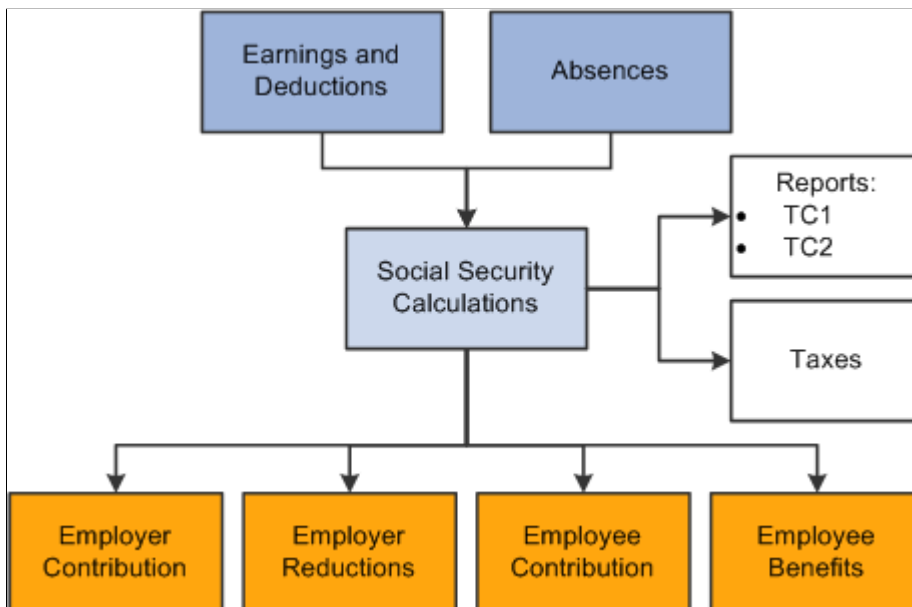 Earnings and
Deductions
Absences
Reports:
• TC1
• TC2
Social Security
Calculations
Taxes
Employer
Contribution
Employer
Reductions
Employee
Contribution
Employee
Benefits